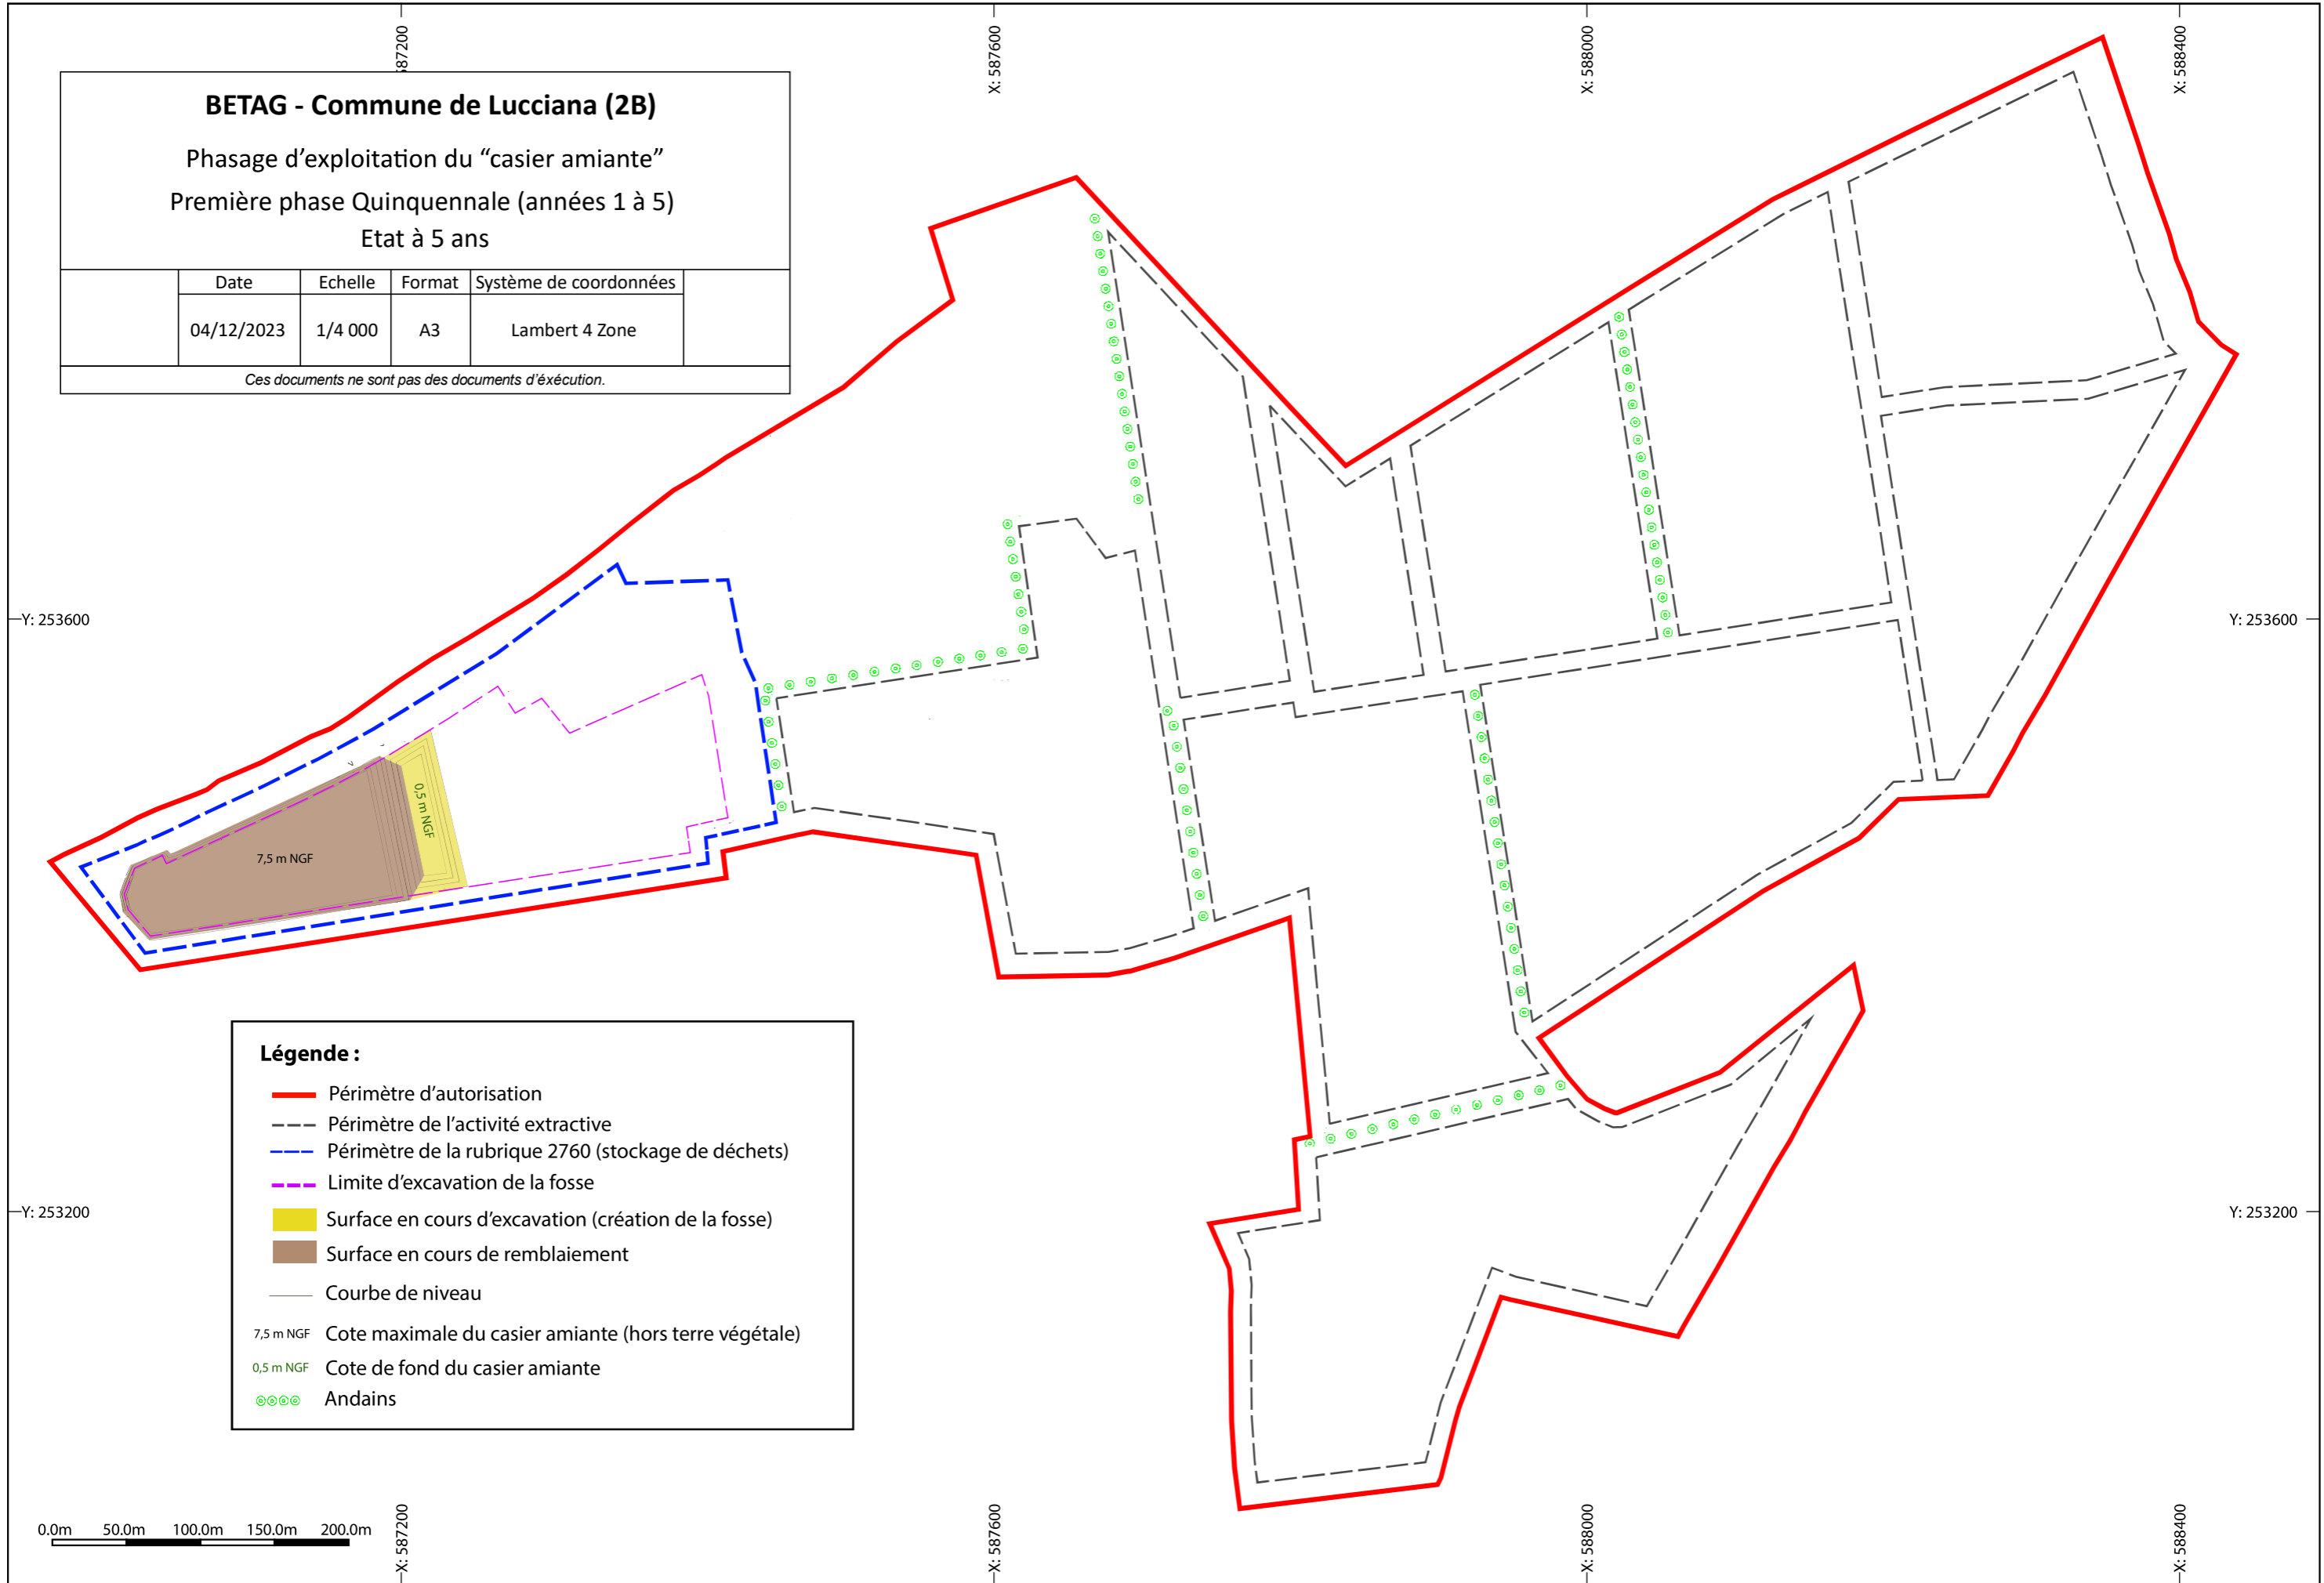 X: 587200
X: 587600
X: 588000
X: 588400
BETAG - Commune de Lucciana (2B)
Phasage d’exploitation du “casier amiante”
Première phase Quinquennale (années 1 à 5)
Etat à 5 ans
Date Echelle Format Système de coordonnées
04/12/2023 1/4 000 A3 Lambert 4 Zone
Ces documents ne sont pas des documents d’éxécution.
Y: 253600
Y: 253600
0,5 m NGF
7,5 m NGF
Légende :
Périmètre d’autorisation
Périmètre de l’activité extractive
Périmètre de la rubrique 2760 (stockage de déchets)
Limite d’excavation de la fosse
Surface en cours d’excavation (création de la fosse)
Surface en cours de remblaiement
Courbe de niveau
7,5 m NGF Cote maximale du casier amiante (hors terre végétale)
0,5 m NGF Cote de fond du casier amiante
Andains
Y: 253200
Y: 253200
0.0m 50.0m 100.0m 150.0m 200.0m
X: 587200
X: 587600
X: 588000
X: 588400